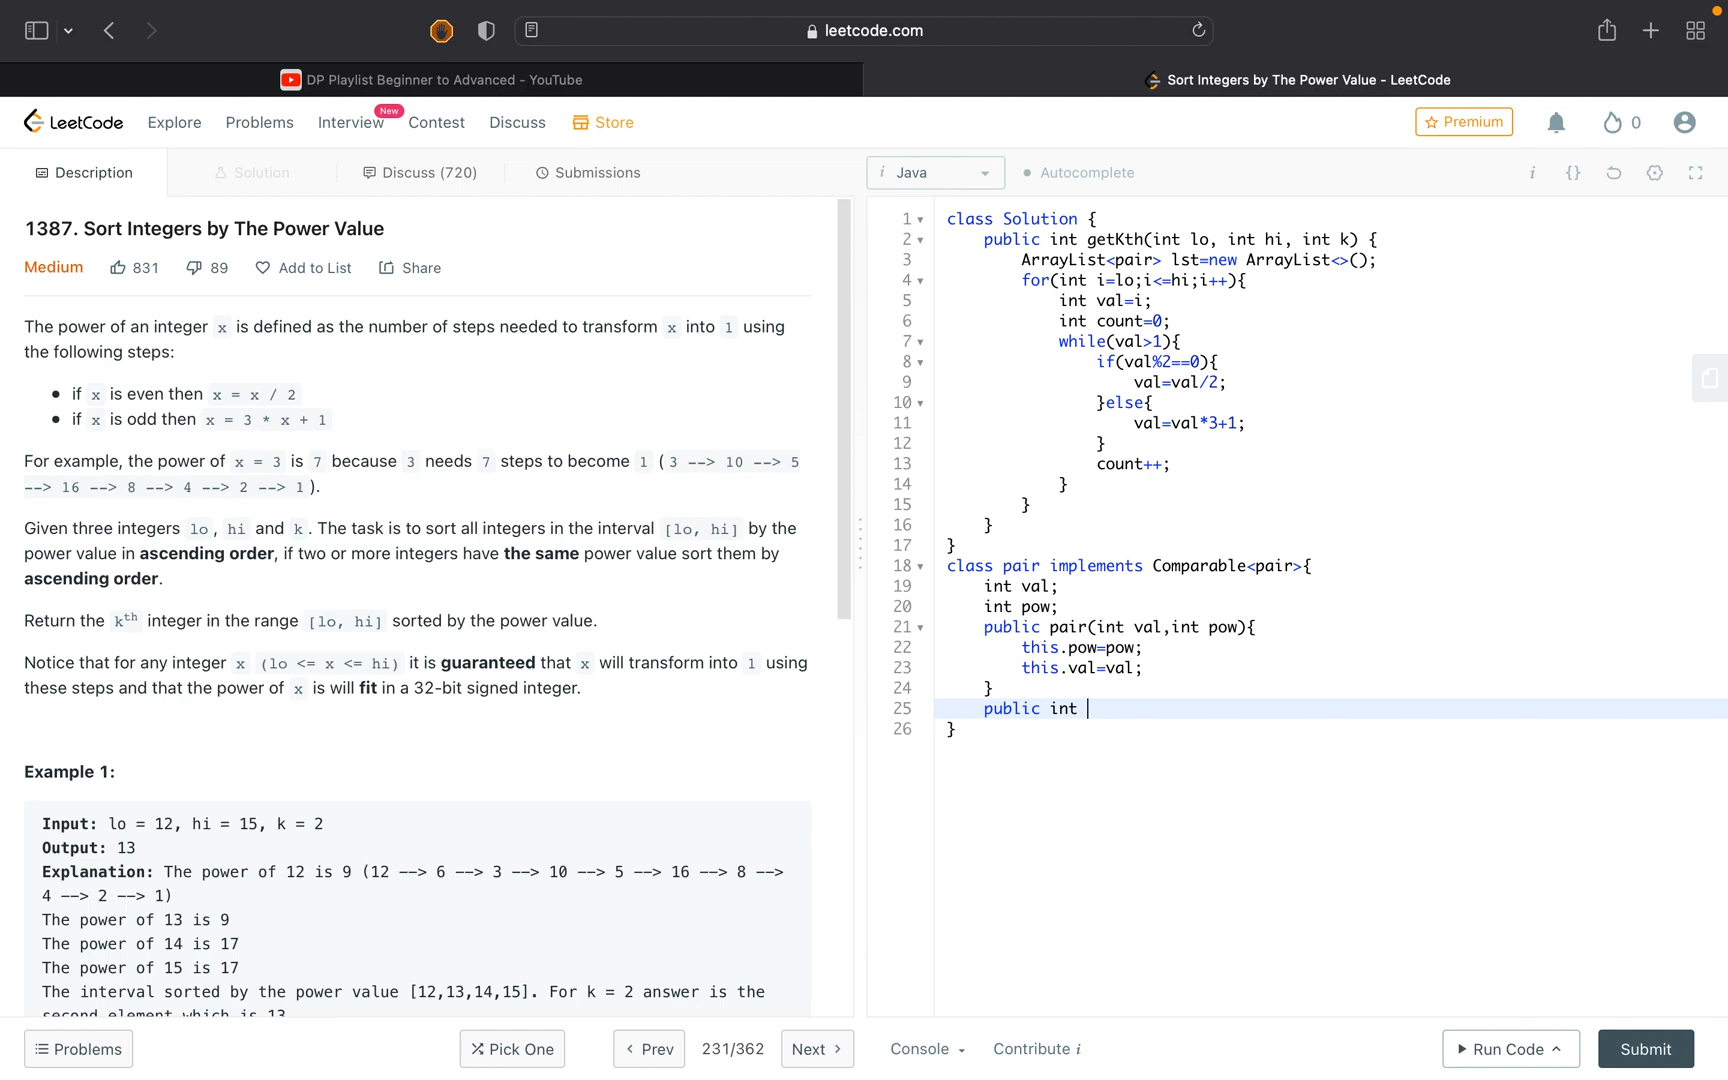 leetcode.com
DP Playlist Beginner to Advanced - YouTube
Sort Integers by The Power Value - LeetCode
LeetCode
Explore
Problems
Interview
New
Contest
Discuss
Store
Premium
0
Description
Solution
Discuss (720)
Submissions
i Java
Autocomplete
i
{}
1387. Sort Integers by The Power Value
Medium
831
89
Add to List
Share
The power of an integer x is defined as the number of steps needed to transform x into 1 using
the following steps:
• if x is even then x = x / 2
• if x is odd then x = 3 * x + 1
For example, the power of x = 3 is 7 because 3 needs 7 steps to become 1 ( 3 --> 10 --> 5
--> 16 --> 8 --> 4 --> 2 --> 1 ).
Given three integers lo , hi and k . The task is to sort all integers in the interval [lo, hi] by the
power value in ascending order, if two or more integers have the same power value sort them by
ascending order.
Return the kth integer in the range [lo, hi] sorted by the power value.
Notice that for any integer x (lo <= x <= hi) it is guaranteed that x will transform into 1 using
these steps and that the power of x is will fit in a 32-bit signed integer.
Example 1:
Input: lo = 12, hi = 15, k = 2
Output: 13
Explanation: The power of 12 is 9 (12 --> 6 --> 3 --> 10 --> 5 --> 16 --> 8 -->
4 --> 2 --> 1)
The power of 13 is 9
The power of 14 is 17
The power of 15 is 17
The interval sorted by the power value [12,13,14,15]. For k = 2 answer is the
second element which is 13
1 class Solution {
2 public int getKth(int lo, int hi, int k) {
3 ArrayList<pair> lst=new ArrayList<>();
4 for(int i=lo;i<=hi;i++){
5 int val=i;
6 int count=0;
7 while(val>1){
8 if(val%2==0){
9 val=val/2;
10 }else{
11 val=val*3+1;
12 }
13 count++;
14 }
15 }
16 }
17 }
18 class pair implements Comparable<pair>{
19 int val;
20 int pow;
21 public pair(int val,int pow){
22 this.pow=pow;
23 this.val=val;
24 }
25 public int
26 }
Problems
Pick One
Prev
231/362
Next
Console
Contribute i
Run Code
Submit